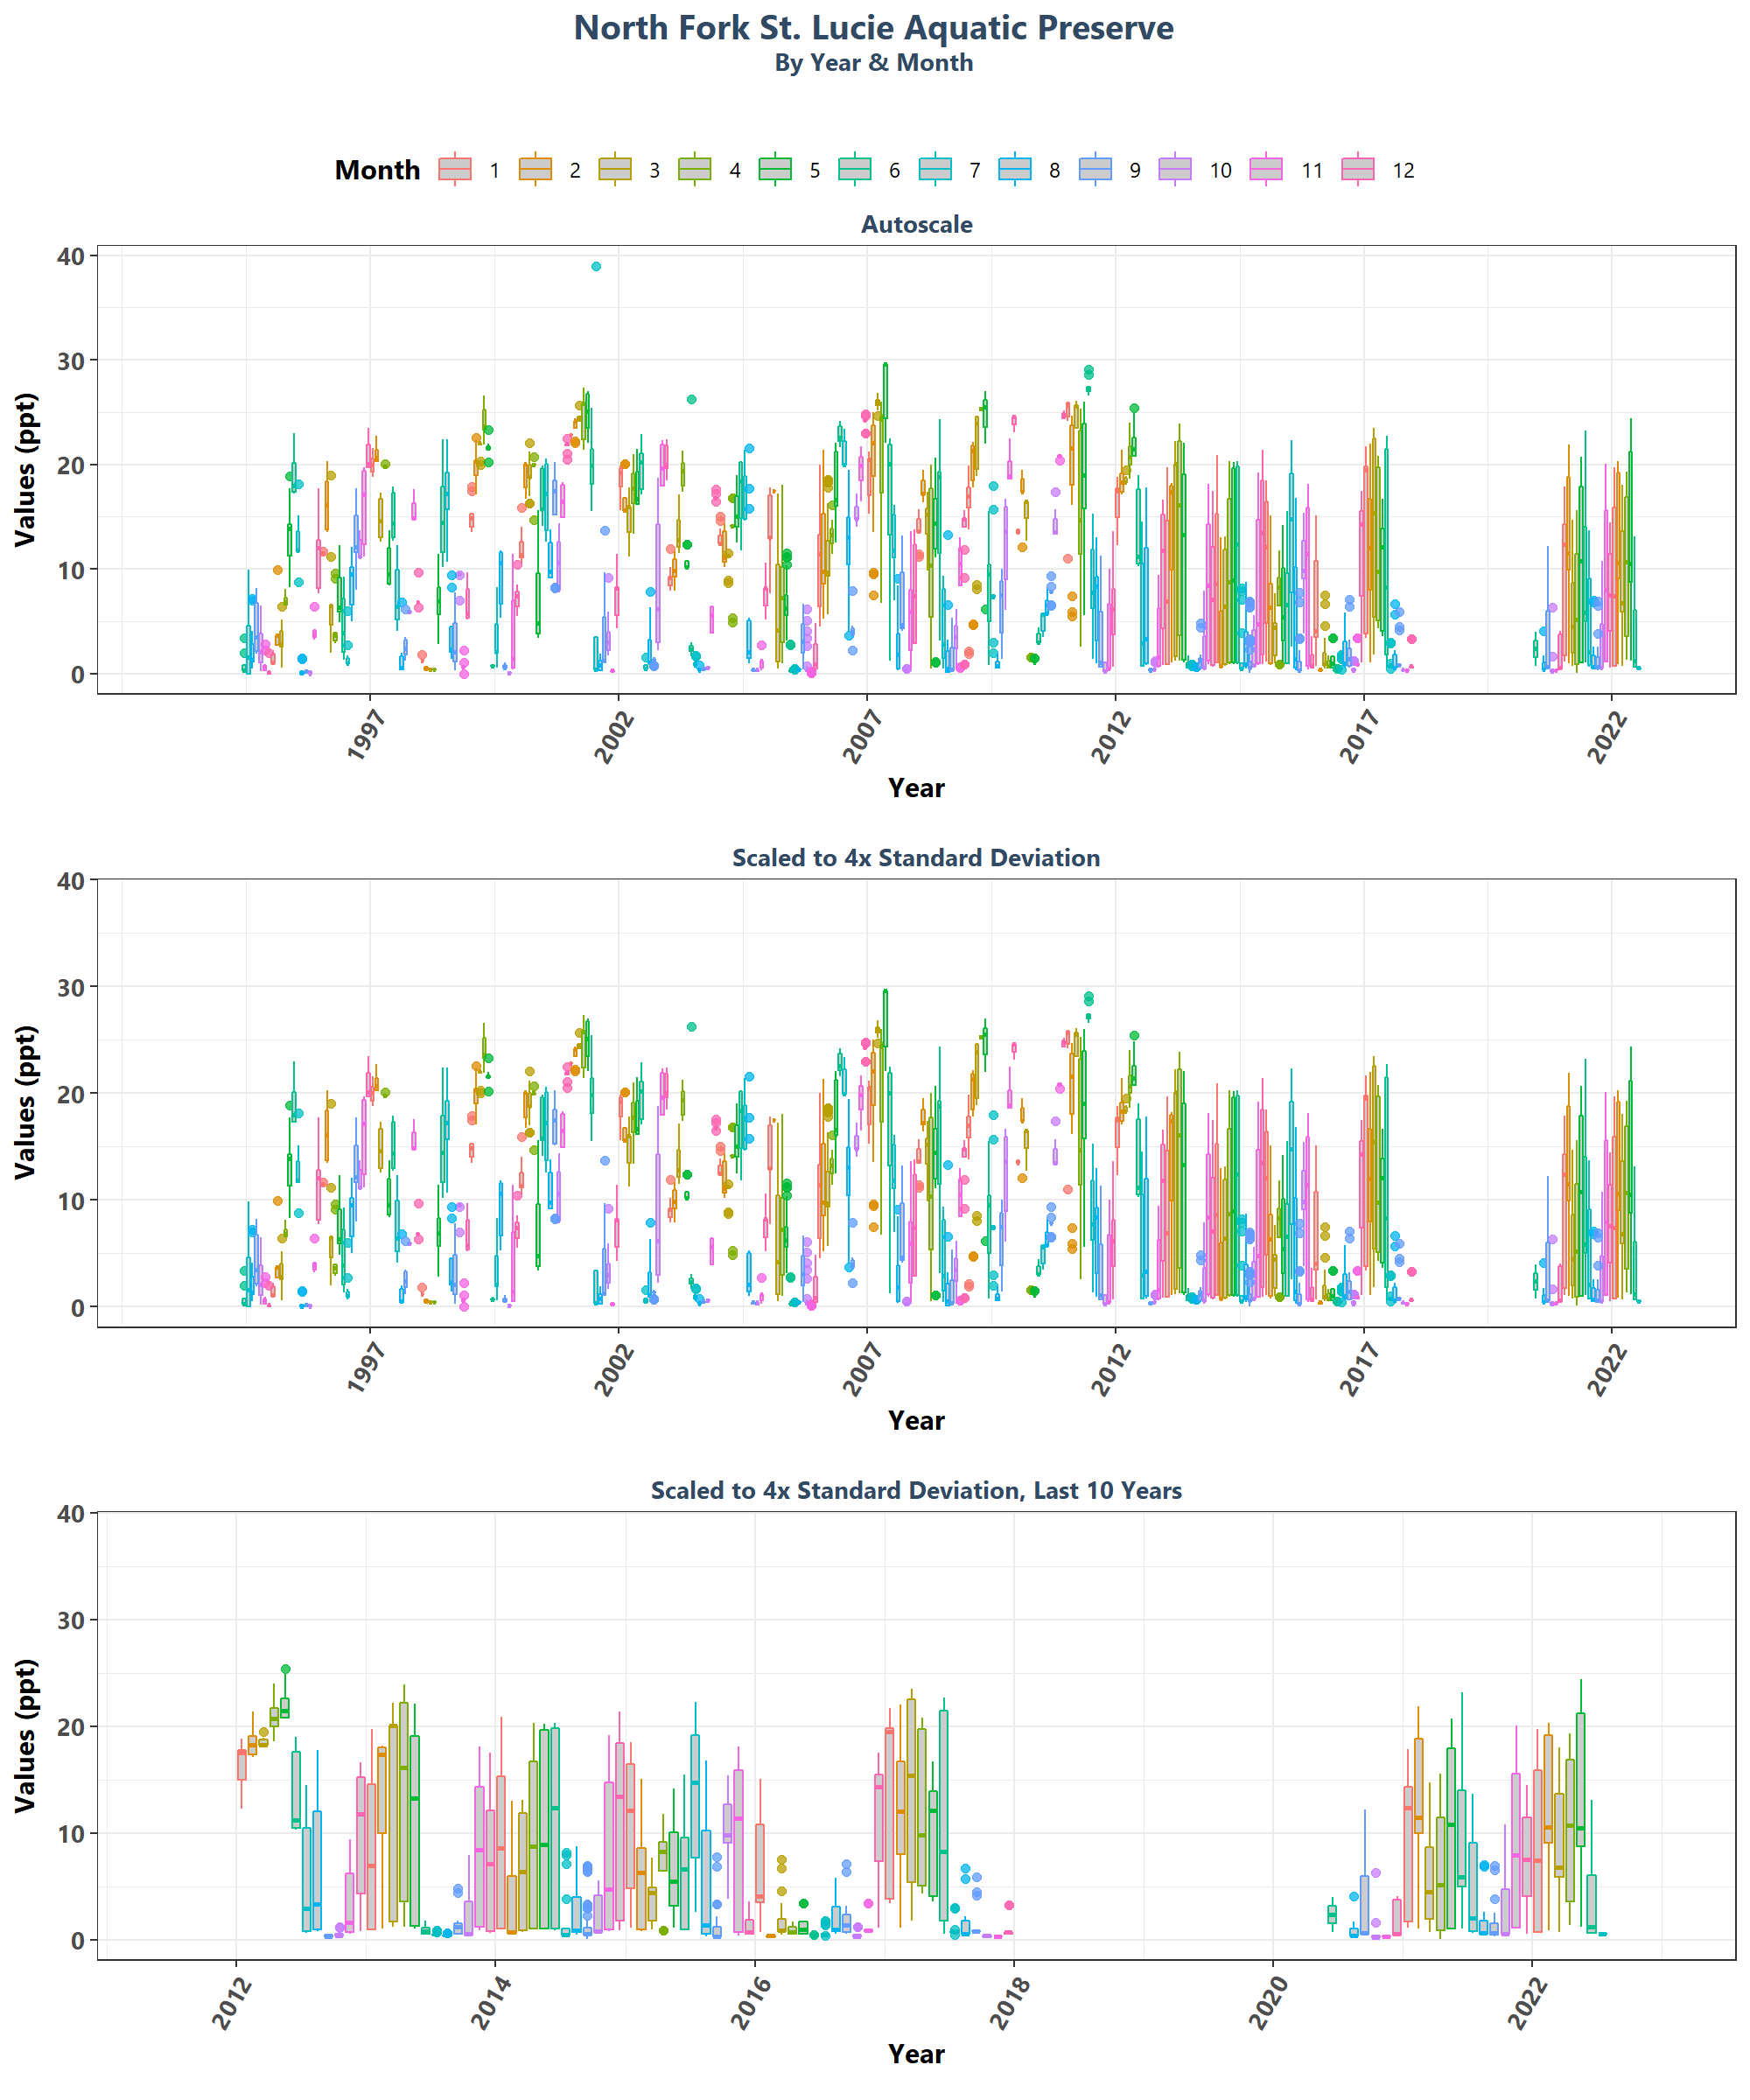 North Fork St. Lucie Aquatic Preserve
By Year & Month
Month 1 2 3 4 5 6 7 8 9 10 11 12
Autoscale
40
30
20
10
0
Values (ppt)
1997 2002 2007 2012 2017 2022
Year
Scaled to 4x Standard Deviation
40
30
20
10
0
Values (ppt)
1997 2002 2007 2012 2017 2022
Year
Scaled to 4x Standard Deviation, Last 10 Years
40
30
20
10
0
Values (ppt)
2012 2014 2016 2018 2020 2022
Year